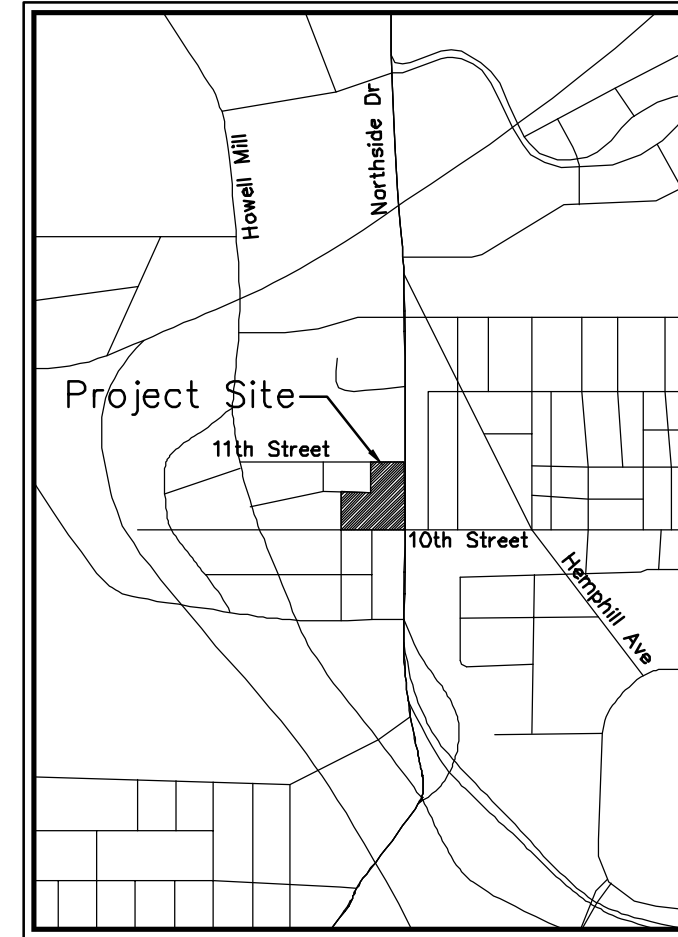 Howell Mill
Northside Dr
Project Site
11th Street
10th Street
Hemphill Ave